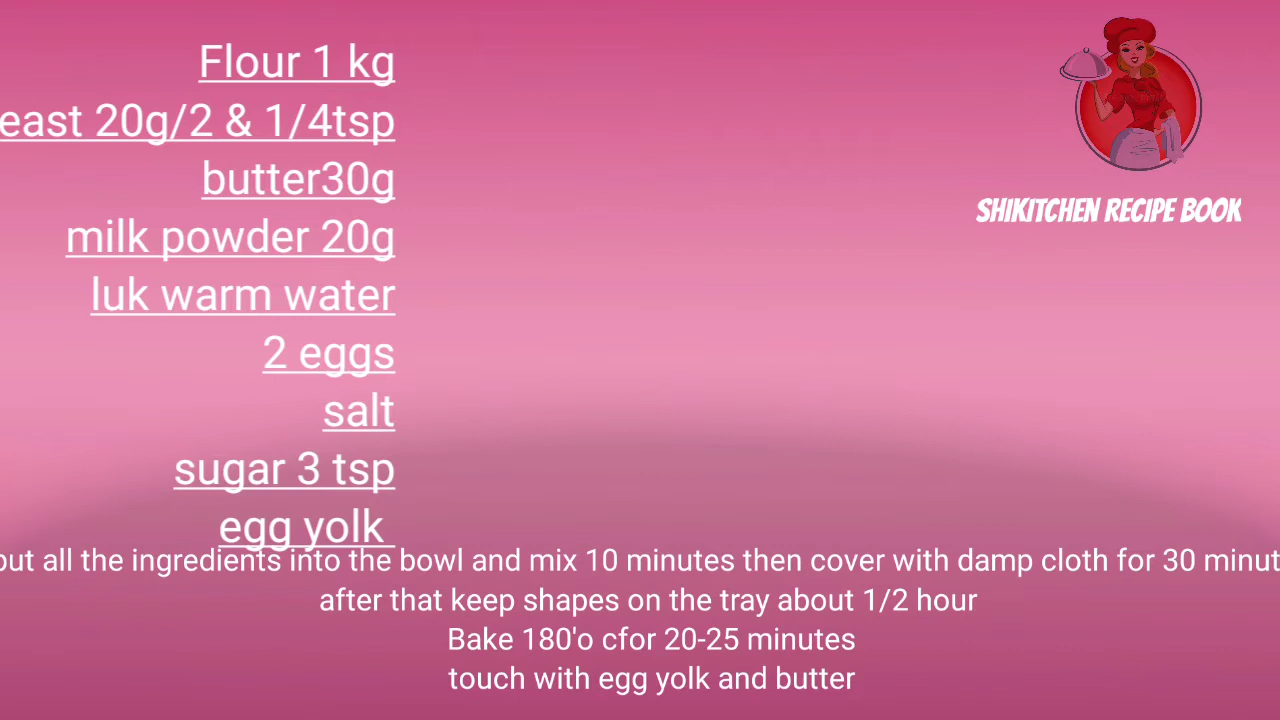 Flour 1 kg
east 20g/2 & 1/4tsp
butter30g
milk powder 20g
luk warm water
2 eggs
salt
sugar 3 tsp
egg yolk
SHIKITCHEN RECIPE BOOK
out all the ingredients into the bowl and mix 10 minutes then cover with damp cloth for 30 minut
after that keep shapes on the tray about 1/2 hour
Bake 180'o cfor 20-25 minutes
touch with egg yolk and butter